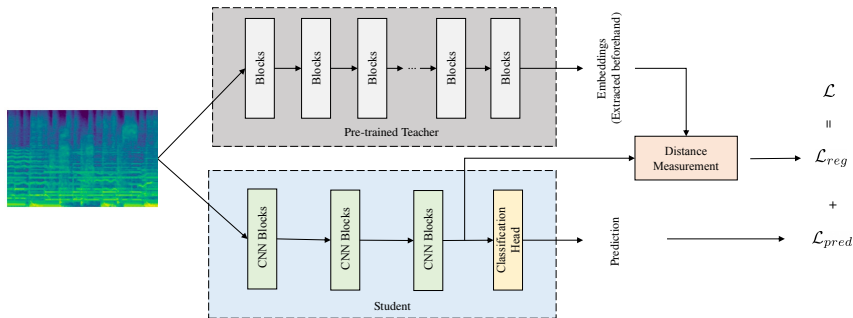 Blocks
Blocks
Blocks
...
Blocks
Blocks
Pre-trained Teacher
Embeddings
(Extracted beforehand)
Distance
Measurement
ℒ
=
ℒ_reg
+
ℒ_pred
CNN Blocks
CNN Blocks
CNN Blocks
Classification
Head
Prediction
Student